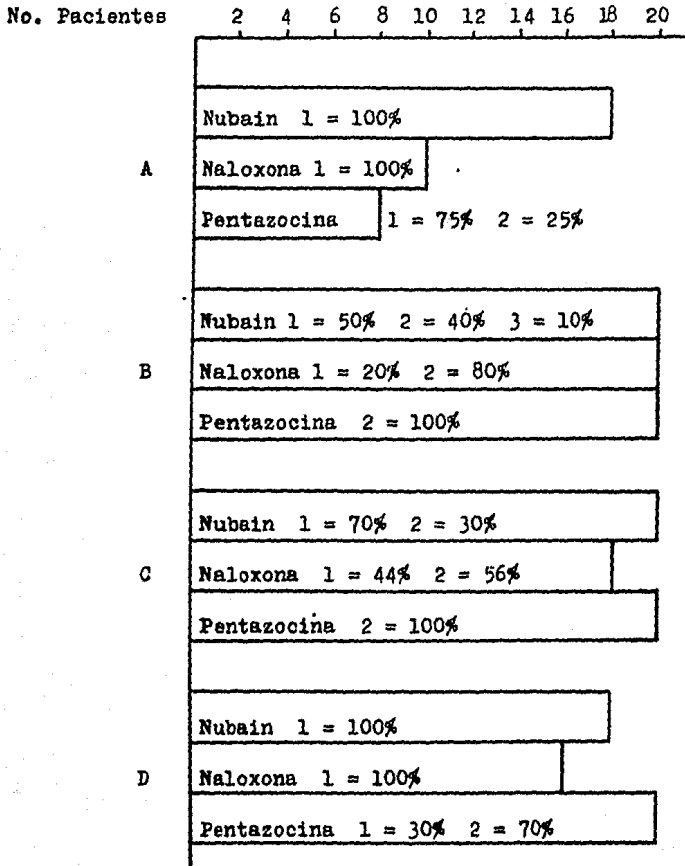 No. Pacientes 2 4 6 8 10 12 14 16 18 20
Nubain 1 = 100%
A Naloxona 1 = 100%
Pentazocina 1 = 75% 2 = 25%
Nubain 1 = 50% 2 = 40% 3 = 10%
B Naloxona 1 = 20% 2 = 80%
Pentazocina 2 = 100%
Nubain 1 = 70% 2 = 30%
C Naloxona 1 = 44% 2 = 56%
Pentazocina 2 = 100%
Nubain 1 = 100%
D Naloxona 1 = 100%
Pentazocina 1 = 30% 2 = 70%